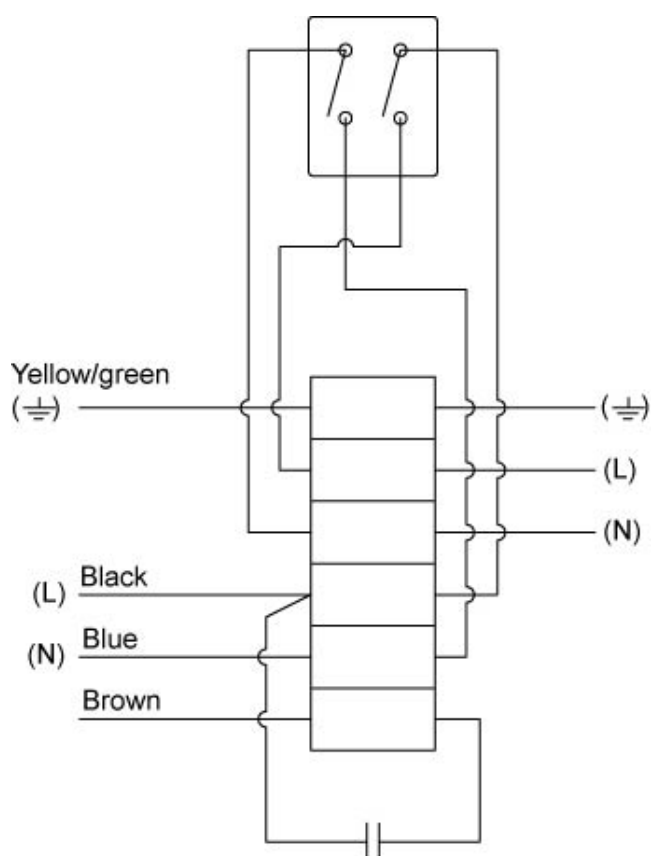 Yellow/green
(⏚) (⏚)
(L)
(N)
(L) Black
(N) Blue
Brown